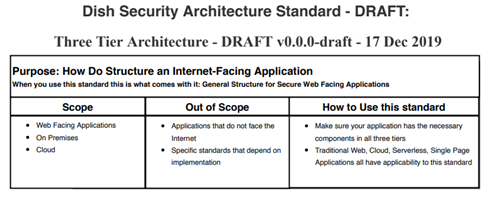 Dish Security Architecture Standard - DRAFT:
Three Tier Architecture - DRAFT v0.0.0-draft - 17 Dec 2019
Purpose: How Do Structure an Internet-Facing Application
When you use this standard this is what comes with it: General Structure for Secure Web Facing Applications
Scope
• Web Facing Applications
• On Premises
• Cloud
Out of Scope
• Applications that do not face the
Internet
• Specific standards that depend on
implementation
How to Use this standard
• Make sure your application has the necessary
components in all three tiers
• Traditional Web, Cloud, Serverless, Single Page
Applications all have applicability to this standard